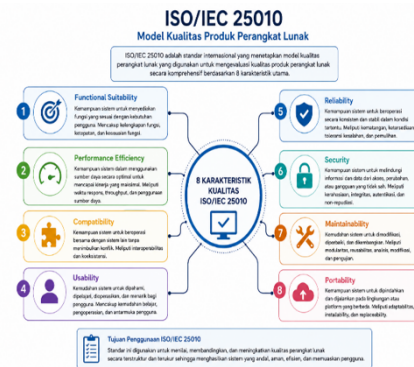 ISO/IEC 25010
Model Kualitas Produk Perangkat Lunak
ISO/IEC 25010 adalah standar internasional yang menetapkan model kualitas
perangkat lunak yang digunakan untuk mengevaluasi kualitas produk perangkat lunak
secara komprehensif berdasarkan 8 karakteristik utama.
1
Functional Suitability
Kemampuan sistem untuk menyediakan
fungsi yang sesuai dengan kebutuhan
pengguna. Mencakup kelengkapan fungsi,
ketepatan, dan kesesuaian fungsi.
2
Performance Efficiency
Kemampuan sistem dalam menggunakan
sumber daya secara optimal untuk
mencapai kinerja yang maksimal. Meliputi
waktu respons, throughput, dan penggunaan
sumber daya.
3
Compatibility
Kemampuan sistem untuk beroperasi
bersama dengan sistem lain tanpa
menimbulkan konflik. Meliputi interoperabilitas
dan koeksistensi.
4
Usability
Kemudahan sistem untuk dipahami,
dipelajari, dioperasikan, dan menarik bagi
pengguna. Mencakup kemudahan belajar,
pengoperasian, dan antarmuka pengguna.
8 KARAKTERISTIK
KUALITAS
ISO/IEC 25010
5
Reliability
Kemampuan sistem untuk beroperasi
secara konsisten dan stabil dalam kondisi
tertentu. Meliputi kematangan, ketersediaan,
toleransi kesalahan, dan pemulihan.
6
Security
Kemampuan sistem untuk melindungi
informasi dan data dari akses, perubahan,
atau gangguan yang tidak sah. Meliputi
kerahasiaan, integritas, autentikasi, dan
non-repudiasi.
7
Maintainability
Kemudahan sistem untuk dimodifikasi,
diperbaiki, dan dikembangkan. Meliputi
modularitas, reusabilitas, analisis, modifikasi,
dan pengujian.
8
Portability
Kemampuan sistem untuk dipindahkan
dan dijalankan pada lingkungan atau
platform yang berbeda. Meliputi adaptabilitas,
instalability, dan replaceability.
Tujuan Penggunaan ISO/IEC 25010
Standar ini digunakan untuk menilai, membandingkan, dan meningkatkan kualitas perangkat lunak
secara terstruktur dan terukur sehingga menghasilkan sistem yang andal, aman, efisien, dan memuaskan pengguna.